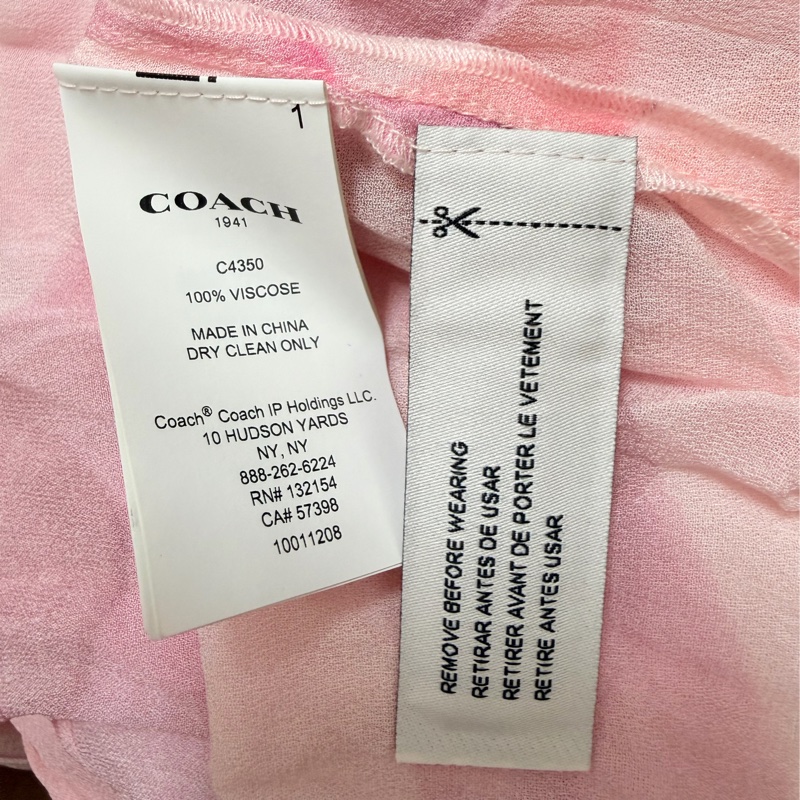 1
COACH
1941
C4350
100% VISCOSE
MADE IN CHINA
DRY CLEAN ONLY
Coach® Coach IP Holdings LLC.
10 HUDSON YARDS
NY, NY
888-262-6224
RN# 132154
CA# 57398
10011208
REMOVE BEFORE WEARING
RETIRAR ANTES DE USAR
RETIRER AVANT DE PORTER LE VETEMENT
RETIRE ANTES USAR